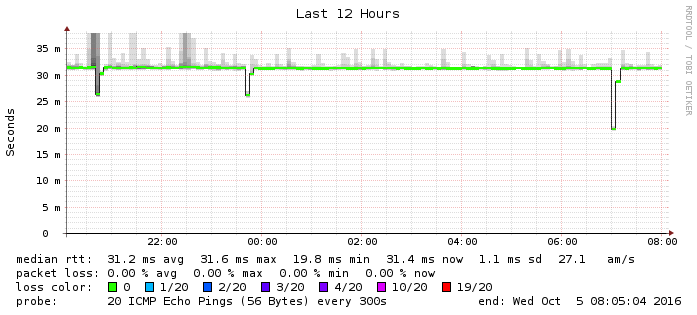 Last 12 Hours
RRDTOOL / TOBI OETIKER
Seconds
35 m
30 m
25 m
20 m
15 m
10 m
5 m
0
22:00 00:00 02:00 04:00 06:00 08:00
median rtt: 31.2 ms avg 31.6 ms max 19.8 ms min 31.4 ms now 1.1 ms sd 27.1 am/s
packet loss: 0.00 % avg 0.00 % max 0.00 % min 0.00 % now
loss color: 0 1/20 2/20 3/20 4/20 10/20 19/20
probe: 20 ICMP Echo Pings (56 Bytes) every 300s end: Wed Oct 5 08:05:04 2016